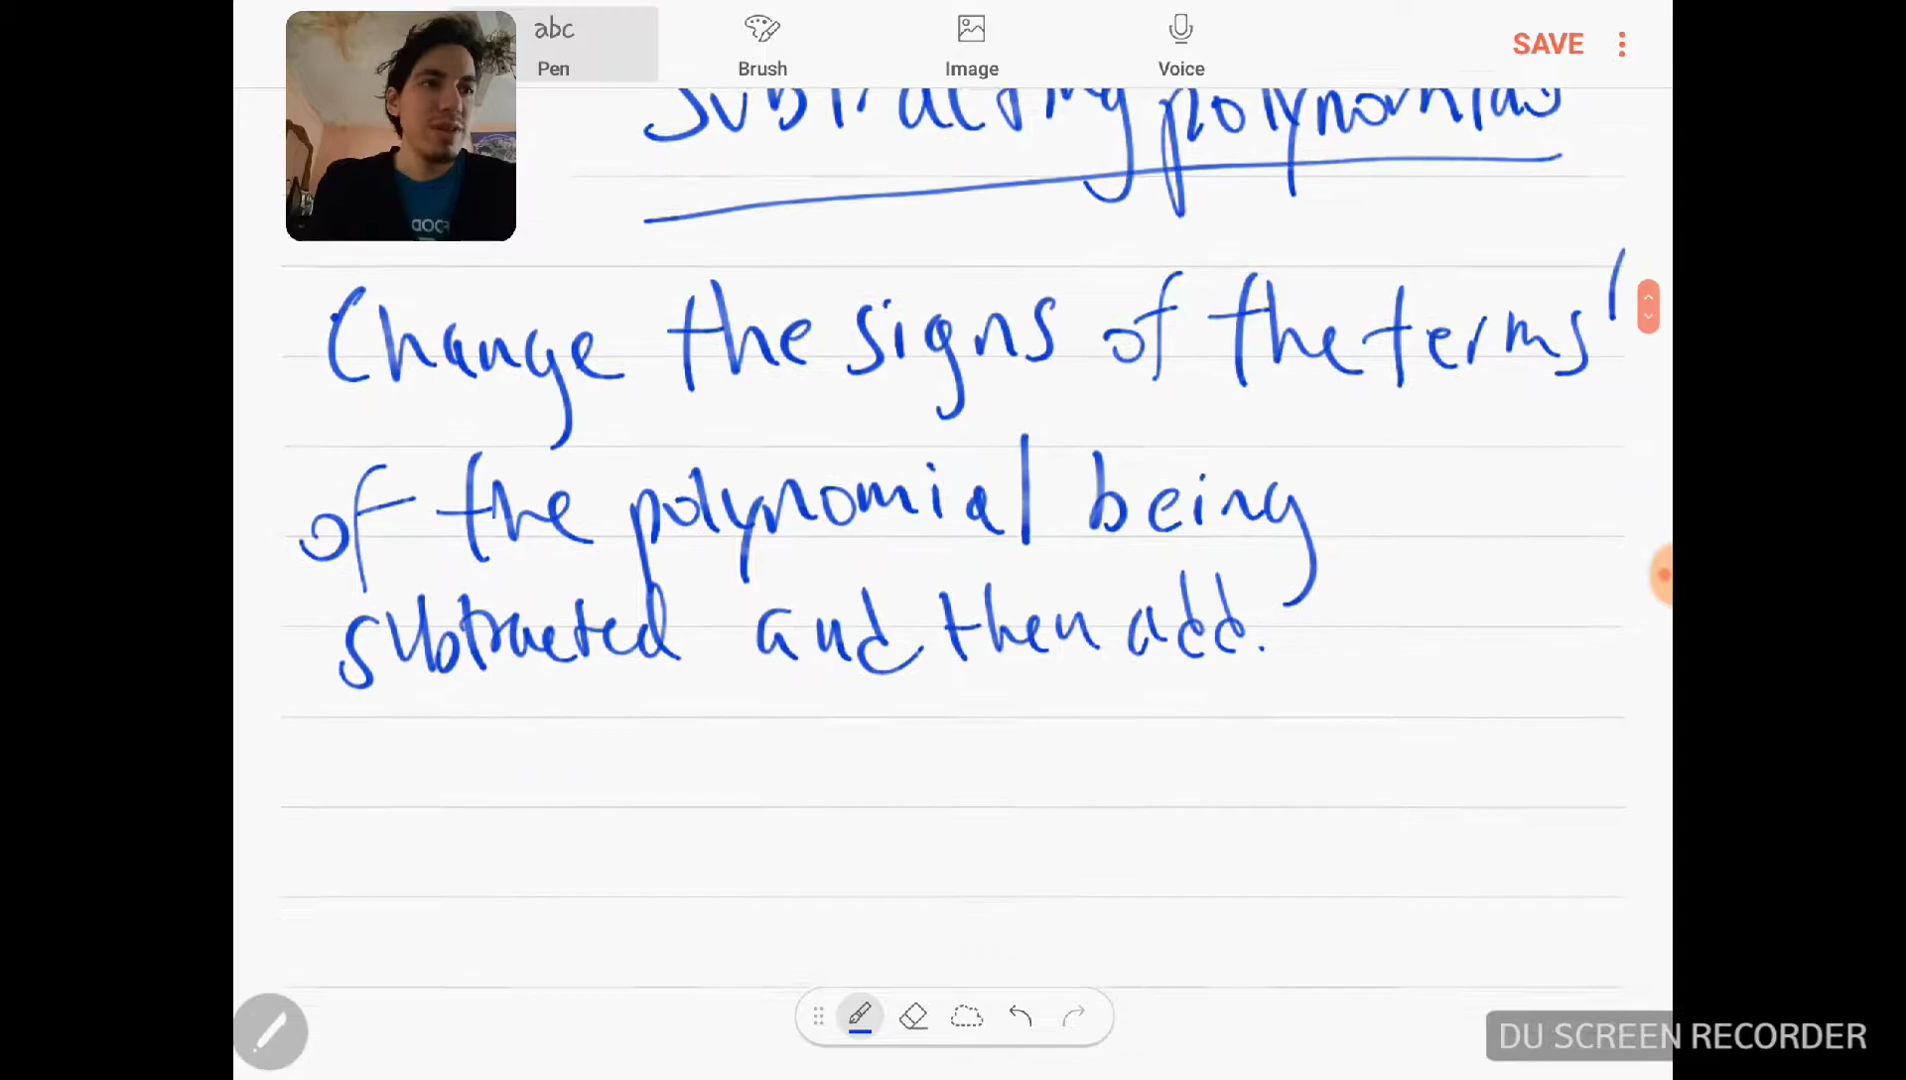 abc
Pen
Brush
Image
Voice
SAVE
Subtracting polynomials
Change the signs of the terms
of the polynomial being
subtracted and then add.
DU SCREEN RECORDER